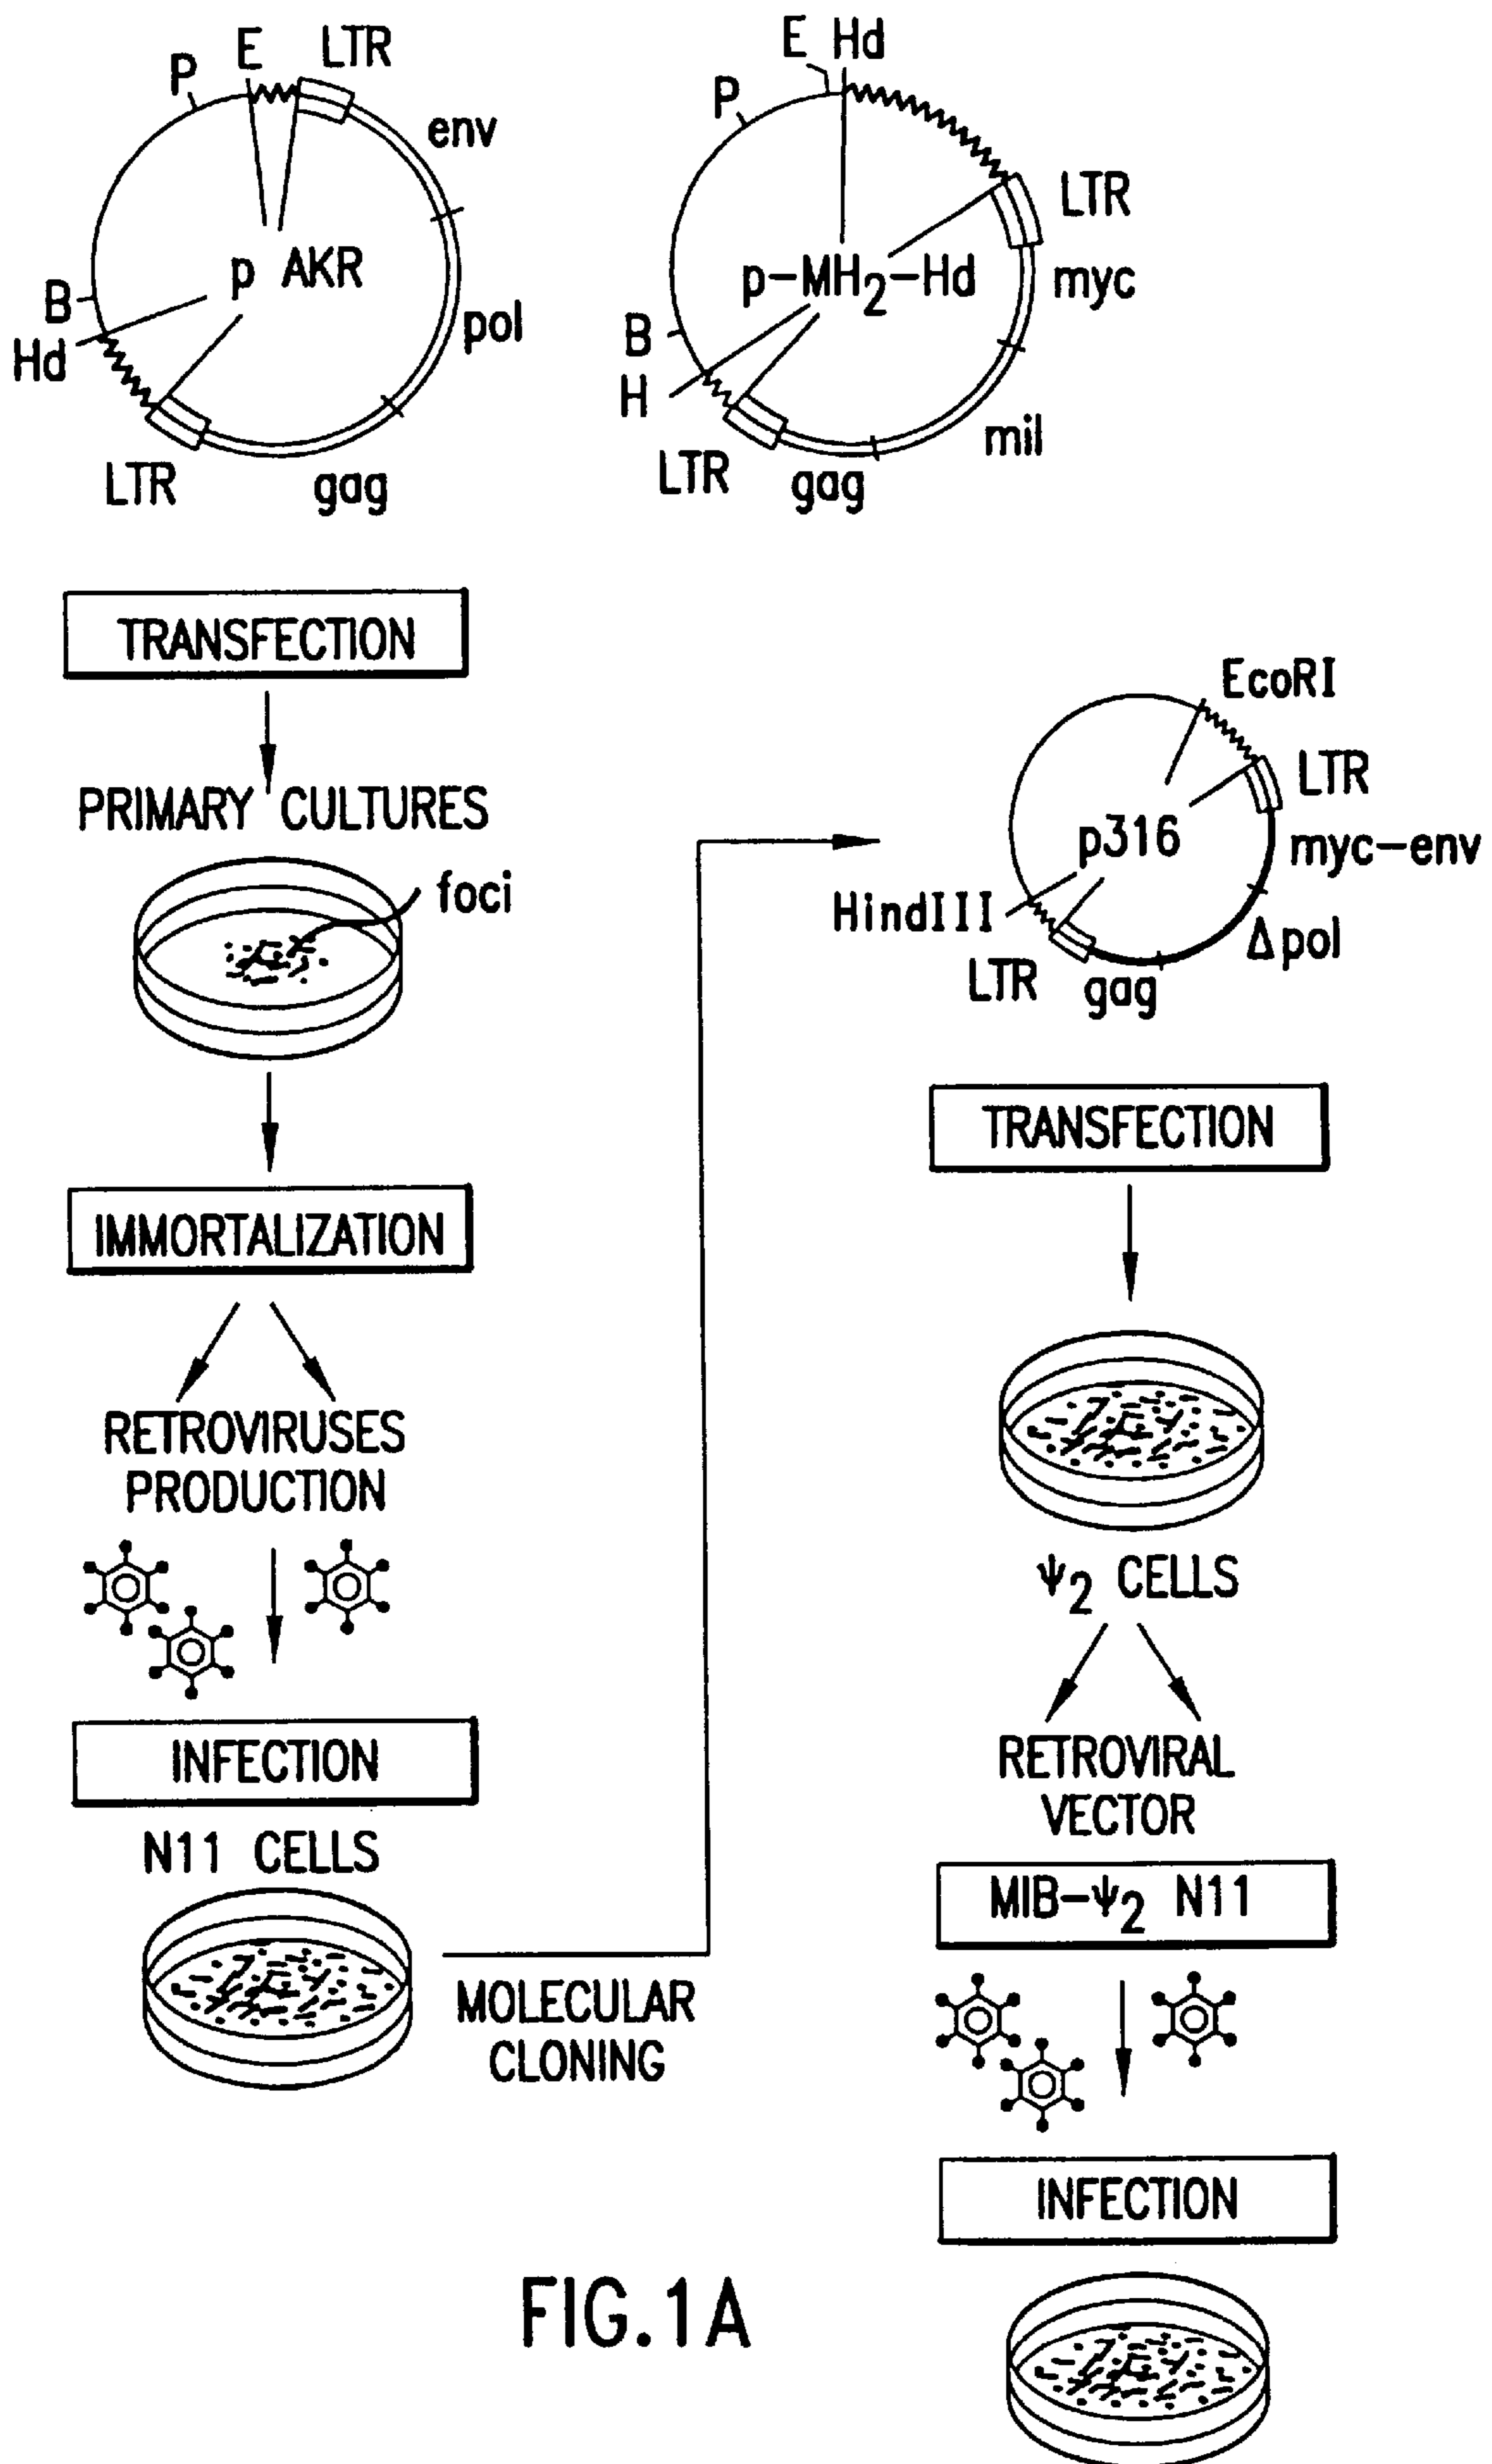 E LTR
P
env
p AKR
B
Hd
pol
LTR
gag
E Hd
P
LTR
p-MH2-Hd
myc
B
H
mil
LTR
gag
TRANSFECTION
PRIMARY CULTURES
foci
IMMORTALIZATION
RETROVIRUSES
PRODUCTION
INFECTION
N11 CELLS
MOLECULAR
CLONING
EcoRI
LTR
p316
myc-env
HindIII
Δpol
LTR
gag
TRANSFECTION
ψ2 CELLS
RETROVIRAL
VECTOR
MIB-ψ2 N11
INFECTION
FIG.1A